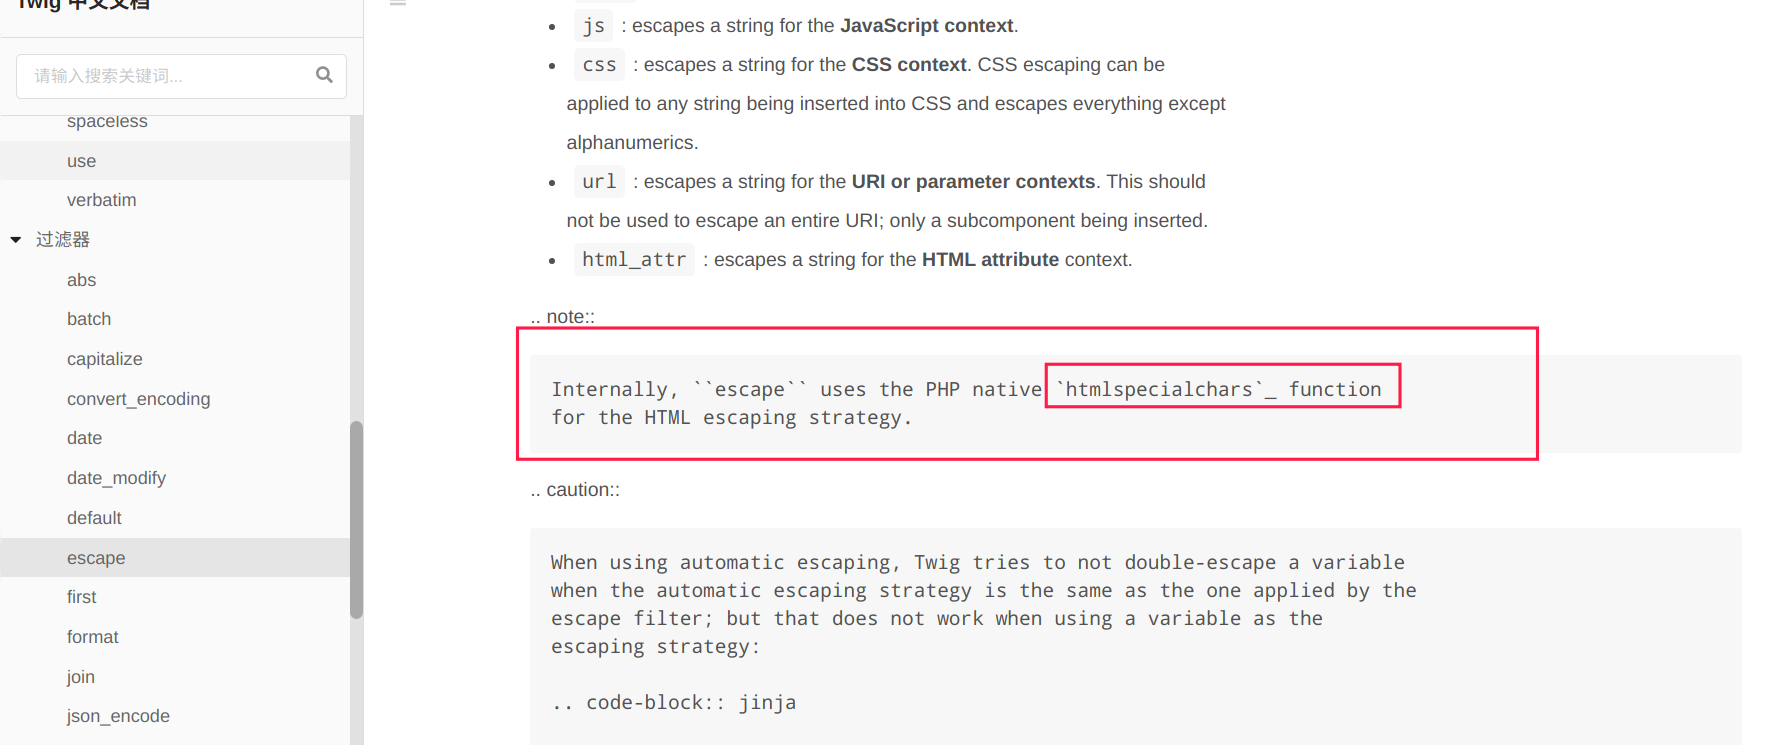 Twig 中文文档
请输入搜索关键词...
spaceless
use
verbatim
过滤器
abs
batch
capitalize
convert_encoding
date
date_modify
default
escape
first
format
join
json_encode
js : escapes a string for the JavaScript context.
css : escapes a string for the CSS context. CSS escaping can be
applied to any string being inserted into CSS and escapes everything except
alphanumerics.
url : escapes a string for the URI or parameter contexts. This should
not be used to escape an entire URI; only a subcomponent being inserted.
html_attr : escapes a string for the HTML attribute context.
.. note::
Internally, ``escape`` uses the PHP native `htmlspecialchars`_ function
for the HTML escaping strategy.
.. caution::
When using automatic escaping, Twig tries to not double-escape a variable
when the automatic escaping strategy is the same as the one applied by the
escape filter; but that does not work when using a variable as the
escaping strategy:
.. code-block:: jinja